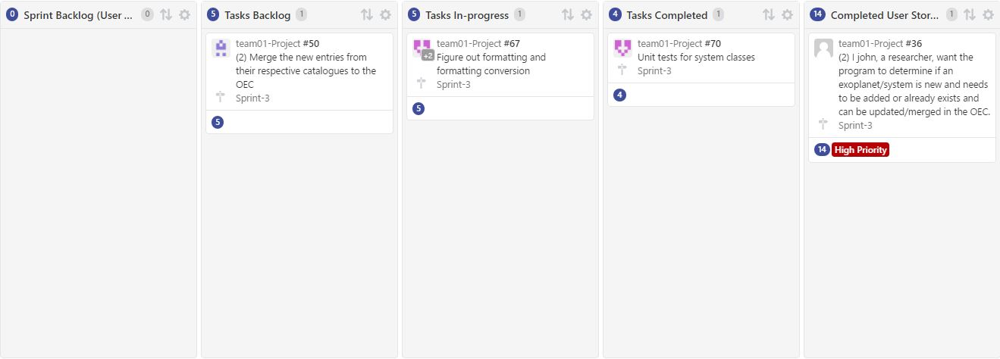 0 Sprint Backlog (User ... 0
5 Tasks Backlog 1
team01-Project #50
(2) Merge the new entries from
their respective catalogues to the
OEC
Sprint-3
5
5 Tasks In-progress 1
+2
team01-Project #67
Figure out formatting and
formatting conversion
Sprint-3
5
4 Tasks Completed 1
team01-Project #70
Unit tests for system classes
Sprint-3
4
14 Completed User Stor... 1
team01-Project #36
(2) I john, a researcher, want the
program to determine if an
exoplanet/system is new and needs
to be added or already exists and
can be updated/merged in the OEC.
Sprint-3
14 High Priority